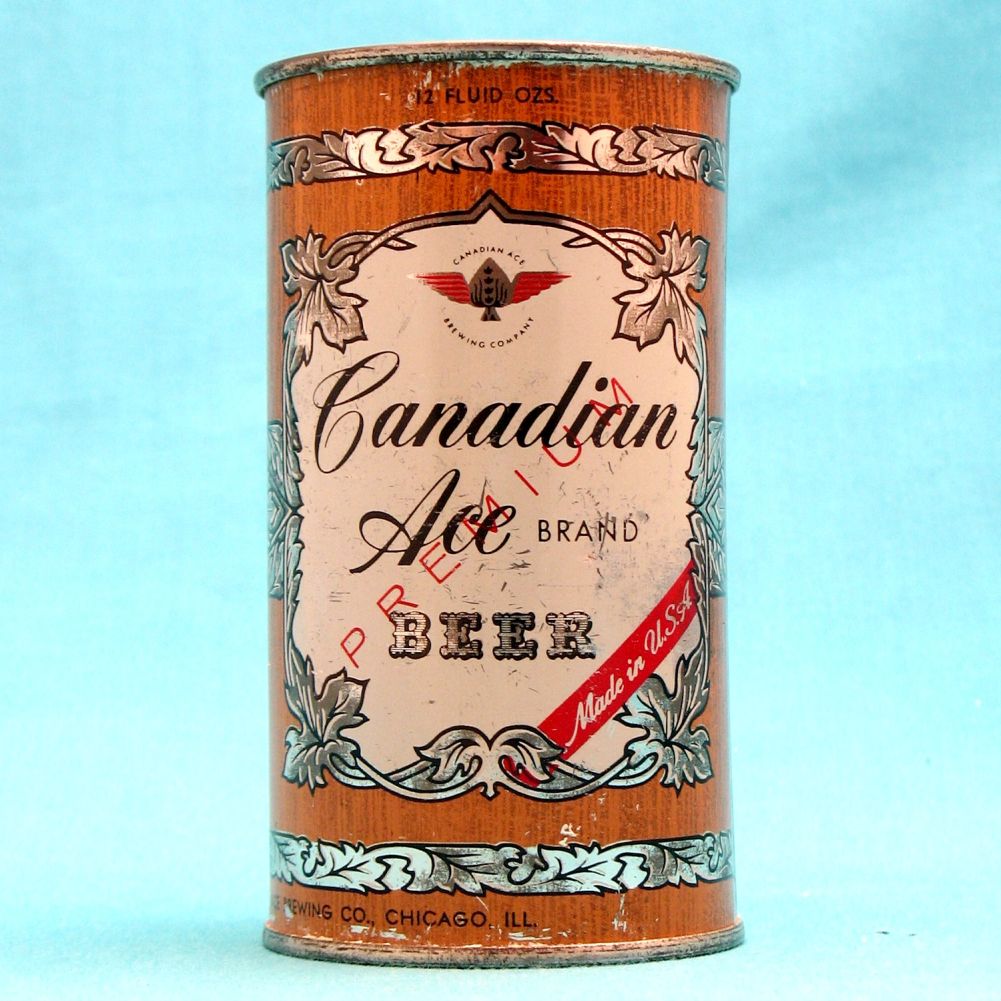 12 FLUID OZS.
CANADIAN ACE
BREWING COMPANY
Canadian
Ace BRAND
PREMIUM
BEER
Made in U.S.A
BREWING CO., CHICAGO, ILL.